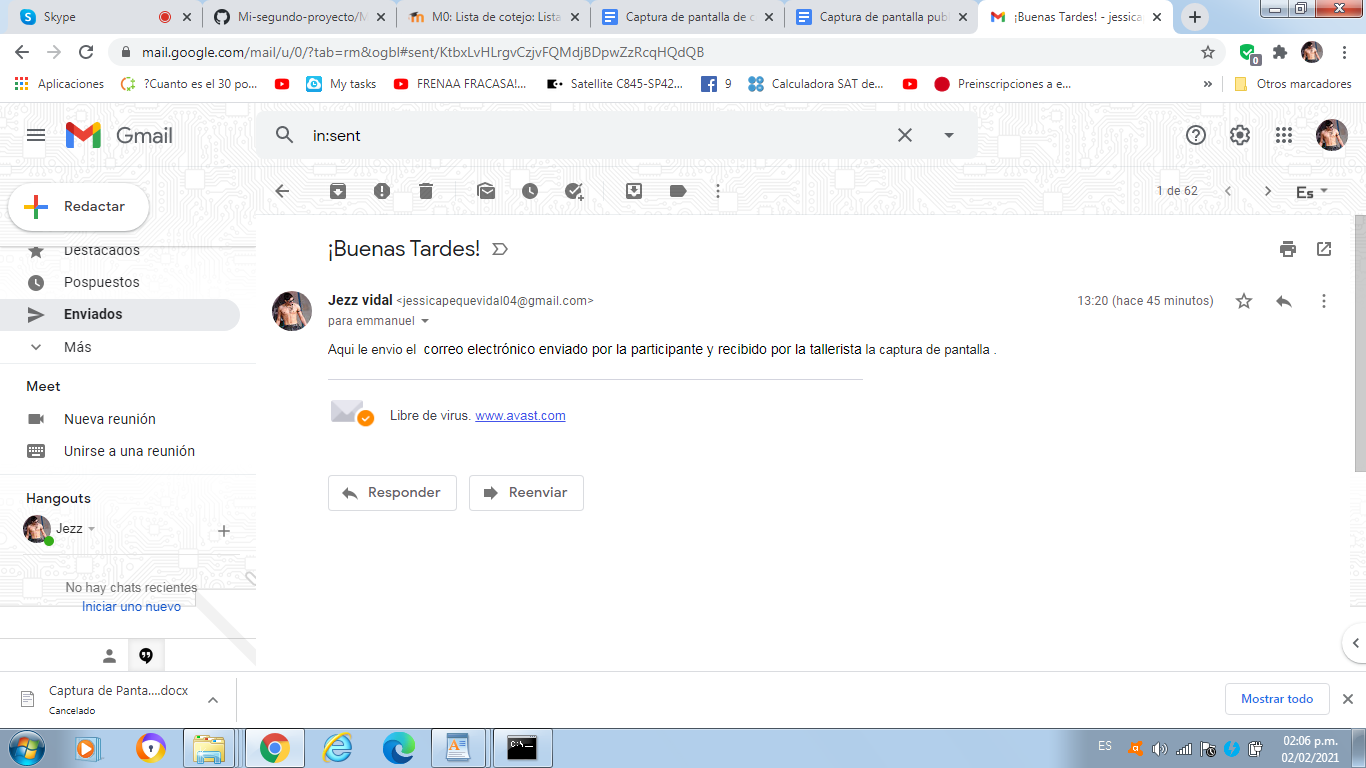 Skype
Mi-segundo-proyecto/M
M0: Lista de cotejo: Lista
Captura de pantalla de c
Captura de pantalla publ
¡Buenas Tardes! - jessica
mail.google.com/mail/u/0/?tab=rm&ogbl#sent/KtbxLvHLrgvCzjvFQMdjBDpwZzRcqHQdQB
0
Aplicaciones
?Cuanto es el 30 po...
My tasks
FRENAA FRACASA!...
Satellite C845-SP42...
9
Calculadora SAT de...
Preinscripciones a e...
»
Otros marcadores
Gmail
in:sent
Redactar
1 de 62
Es
Destacados
Pospuestos
Enviados
Más
Meet
Nueva reunión
Unirse a una reunión
Hangouts
Jezz
No hay chats recientes
Iniciar uno nuevo
¡Buenas Tardes!
Jezz vidal <jessicapequevidal04@gmail.com>
13:20 (hace 45 minutos)
para emmanuel
Aqui le envio el correo electrónico enviado por la participante y recibido por la tallerista la captura de pantalla .
Libre de virus. www.avast.com
Responder
Reenviar
Captura de Panta....docx
Cancelado
Mostrar todo
C:\
ES
02:06 p.m.
02/02/2021